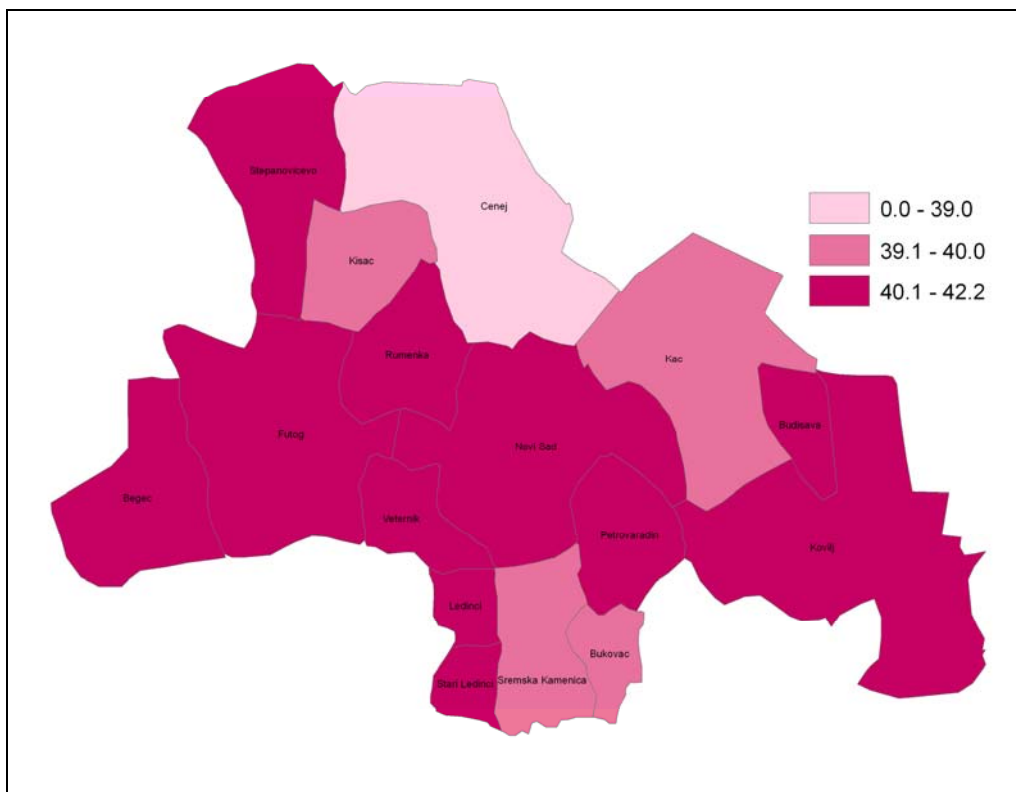 Stepanovicevo
Cenej
0.0 - 39.0
39.1 - 40.0
40.1 - 42.2
Kisac
Rumenka
Kac
Budisava
Futog
Novi Sad
Begec
Veternik
Petrovaradin
Kovilj
Ledinci
Bukovac
Stari Ledinci
Sremska Kamenica